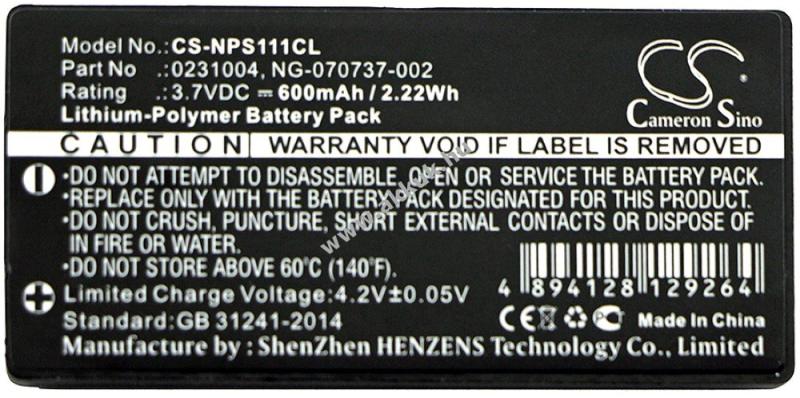 Model No.:CS-NPS111CL
Part No   :0231004, NG-070737-002
Rating    :3.7VDC ⎓ 600mAh / 2.22Wh
Lithium-Polymer Battery Pack
CS
Cameron Sino
CAUTION WARRANTY VOID IF LABEL IS REMOVED
•DO NOT ATTEMPT TO DISASSEMBLE, OPEN OR SERVICE THE BATTERY PACK.
•REPLACE ONLY WITH THE BATTERY PACK DESIGNATED FOR THIS PRODUCT.
•DO NOT CRUSH, PUNCTURE, SHORT EXTERNAL CONTACTS OR DISPOSE OF
IN FIRE OR WATER.
•DO NOT STORE ABOVE 60°C (140°F).
Limited Charge Voltage:4.2V±0.05V
Standard:GB 31241-2014
Manufacturer:ShenZhen HENZENS Technology Co., Limited
4 894128 129264
CE
Made In China